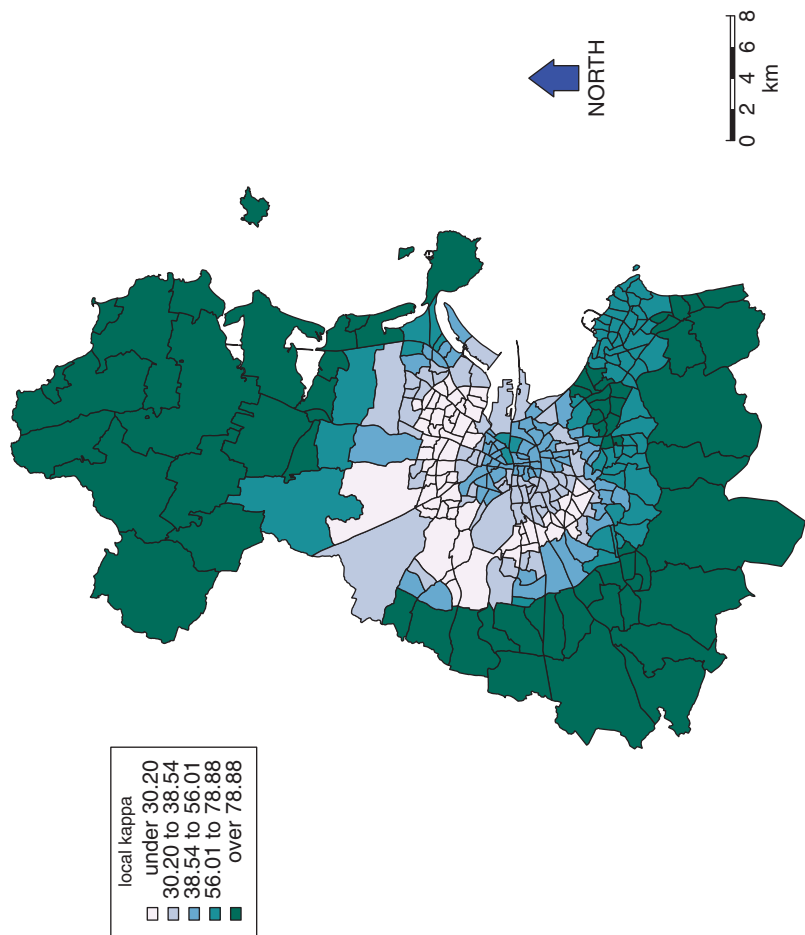 local kappa
under 30.20
30.20 to 38.54
38.54 to 56.01
56.01 to 78.88
over 78.88
NORTH
0 2 4 6 8
km